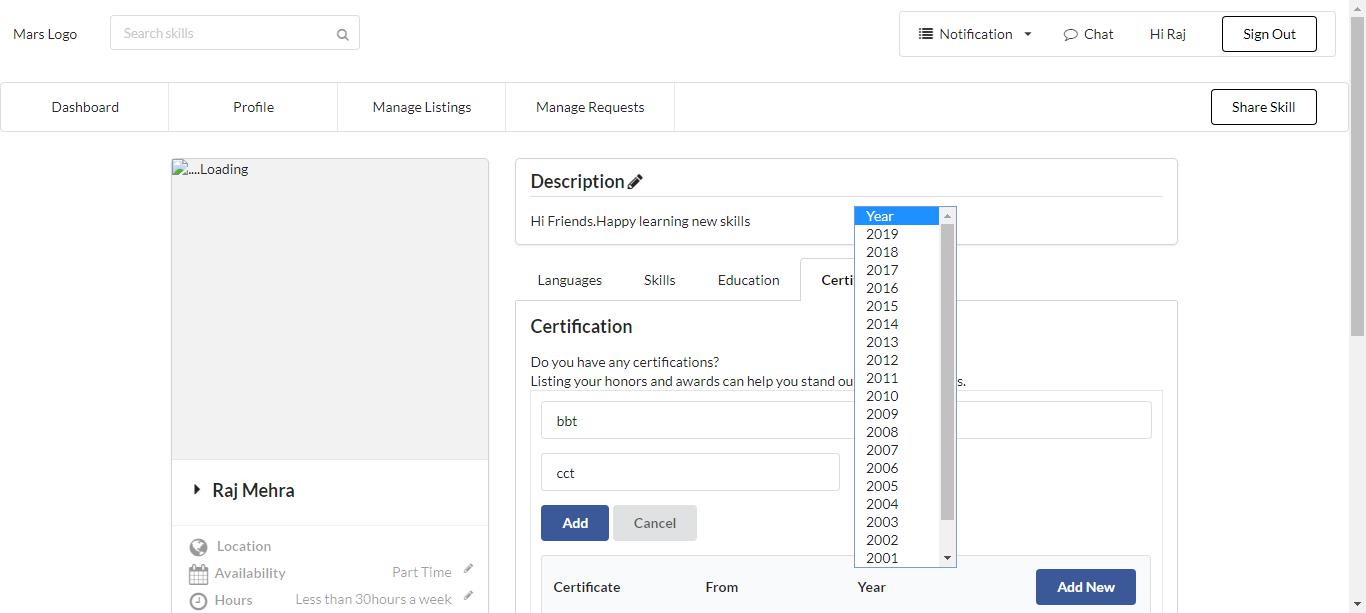 Mars Logo
Search skills
Notification
Chat
Hi Raj
Sign Out
Dashboard
Profile
Manage Listings
Manage Requests
Share Skill
....Loading
Raj Mehra
Location
Availability
Part Time
Hours
Less than 30hours a week
Description
Hi Friends.Happy learning new skills
Languages
Skills
Education
Certification
Do you have any certifications?
Listing your honors and awards can help you stand
bbt
cct
Add
Cancel
Year
2019
2018
2017
2016
2015
2014
2013
2012
2011
2010
2009
2008
2007
2006
2005
2004
2003
2002
2001
Certificate
From
Year
Add New